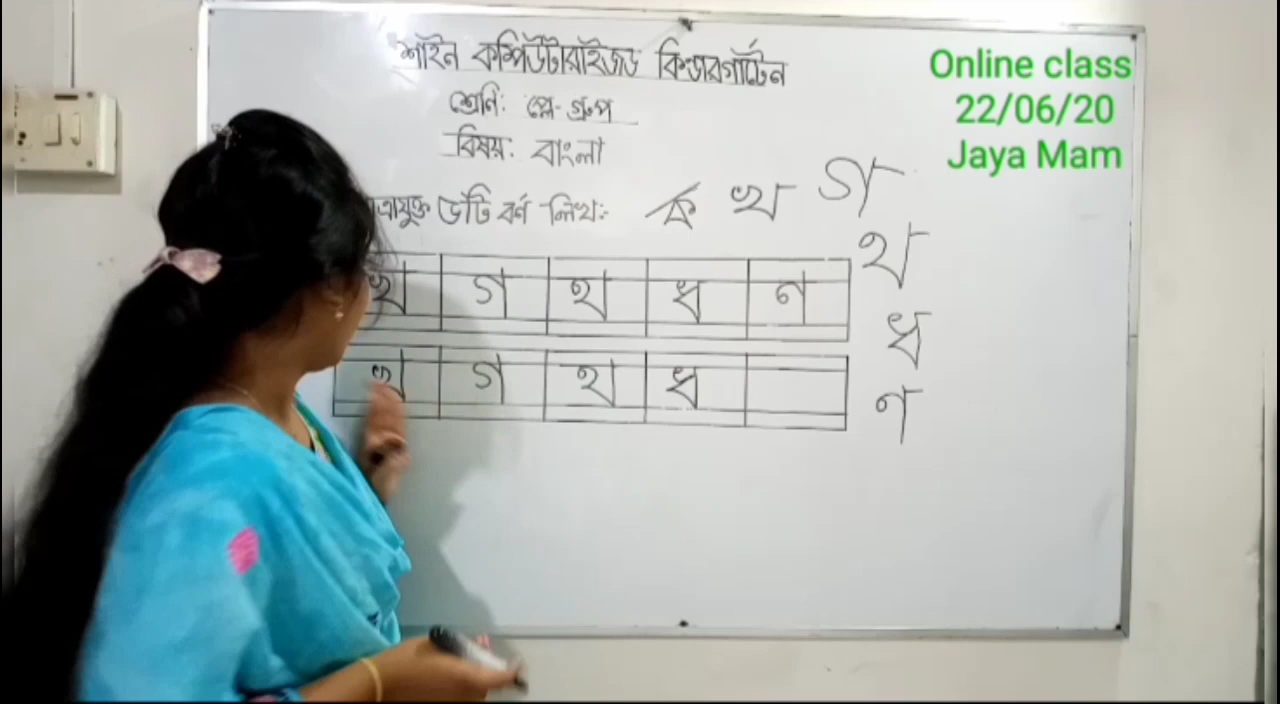 শাইন কম্পিউটারাইজড কিন্ডারগার্টেন
শ্রেনি: প্লে-গ্রুপ
বিষয়: বাংলা
ত্রাযুক্ত ৬টি বর্ণ লিখ:
ক খ গ
থ
ধ
ণ
খ গ থ ধ ণ
খ গ থ ধ
Online class
22/06/20
Jaya Mam